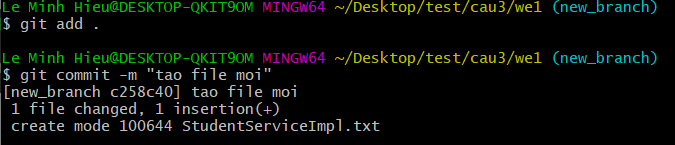 Le Minh Hieu@DESKTOP-QKIT9OM MINGW64 ~/Desktop/test/cau3/we1 (new_branch)
$ git add .
Le Minh Hieu@DESKTOP-QKIT9OM MINGW64 ~/Desktop/test/cau3/we1 (new_branch)
$ git commit -m "tao file moi"
[new_branch c258c40] tao file moi
 1 file changed, 1 insertion(+)
 create mode 100644 StudentServiceImpl.txt